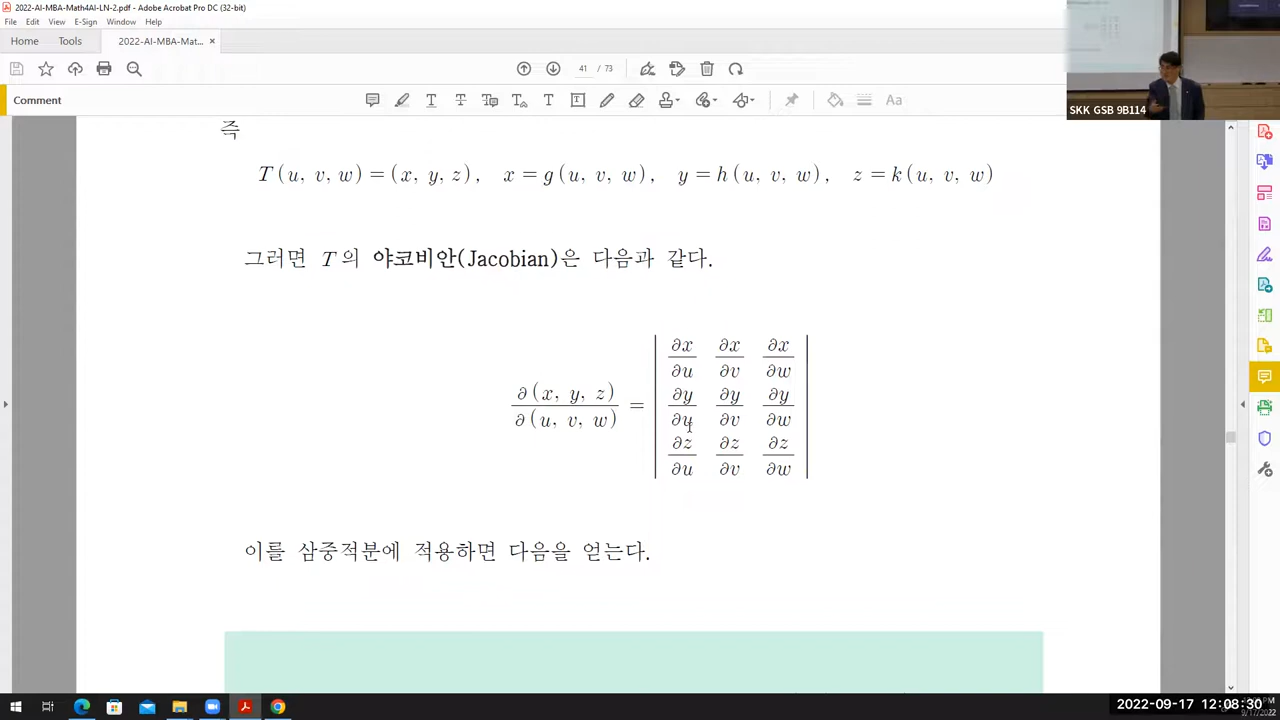 2022-AI-MBA-Math4AI-LN-2.pdf - Adobe Acrobat Pro DC (32-bit)
File Edit View E-Sign Window Help
Home Tools 2022-AI-MBA-Mat... ×
41 / 73
Comment
SKK GSB 9B114
즉
T(u, v, w)=(x, y, z), x=g(u, v, w), y=h(u, v, w), z=k(u, v, w)
그러면 T의 야코비안(Jacobian)은 다음과 같다.
∂(x, y, z)/∂(u, v, w) = | ∂x/∂u ∂x/∂v ∂x/∂w |
| ∂y/∂u ∂y/∂v ∂y/∂w |
| ∂z/∂u ∂z/∂v ∂z/∂w |
이를 삼중적분에 적용하면 다음을 얻는다.
2022-09-17 12:08:30